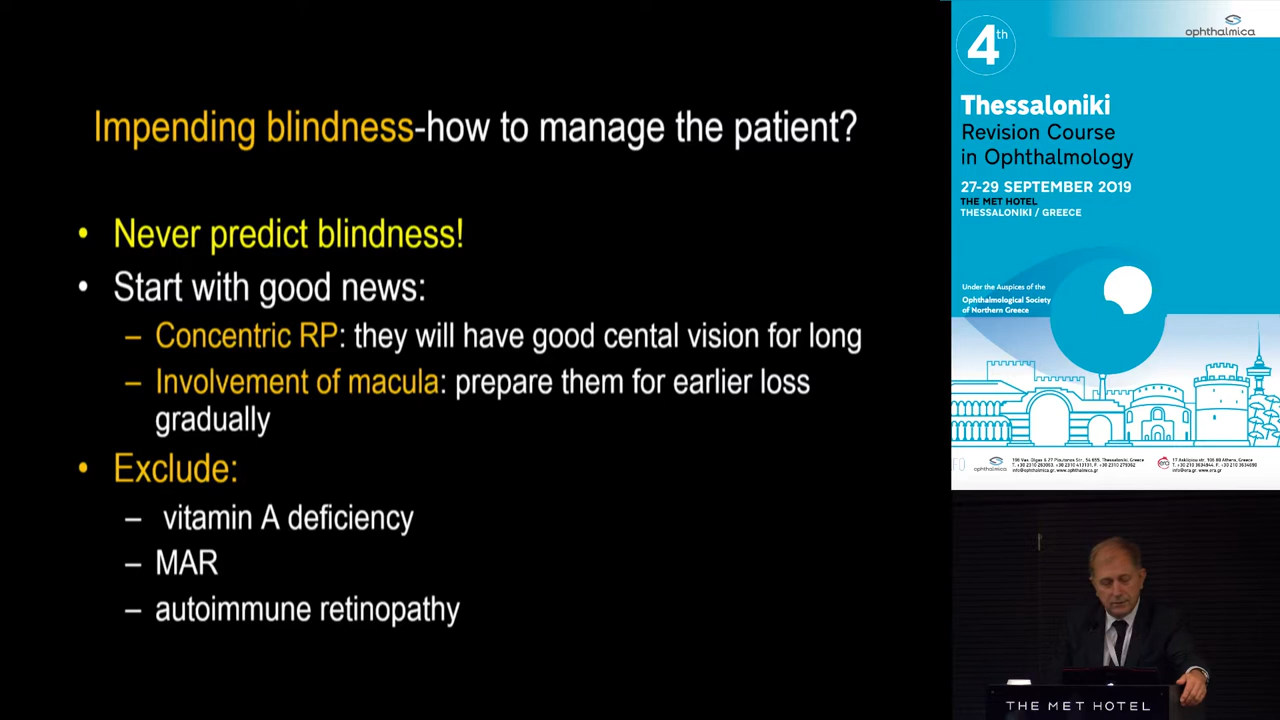 Impending blindness-how to manage the patient?
• Never predict blindness!
• Start with good news:
– Concentric RP: they will have good cental vision for long
– Involvement of macula: prepare them for earlier loss
gradually
• Exclude:
– vitamin A deficiency
– MAR
– autoimmune retinopathy
ophthalmica
4th
Thessaloniki
Revision Course
in Ophthalmology
27-29 SEPTEMBER 2019
THE MET HOTEL
THESSALONIKI / GREECE
Under the Auspices of the
Ophthalmological Society
of Northern Greece
ophthalmica
THE MET HOTEL